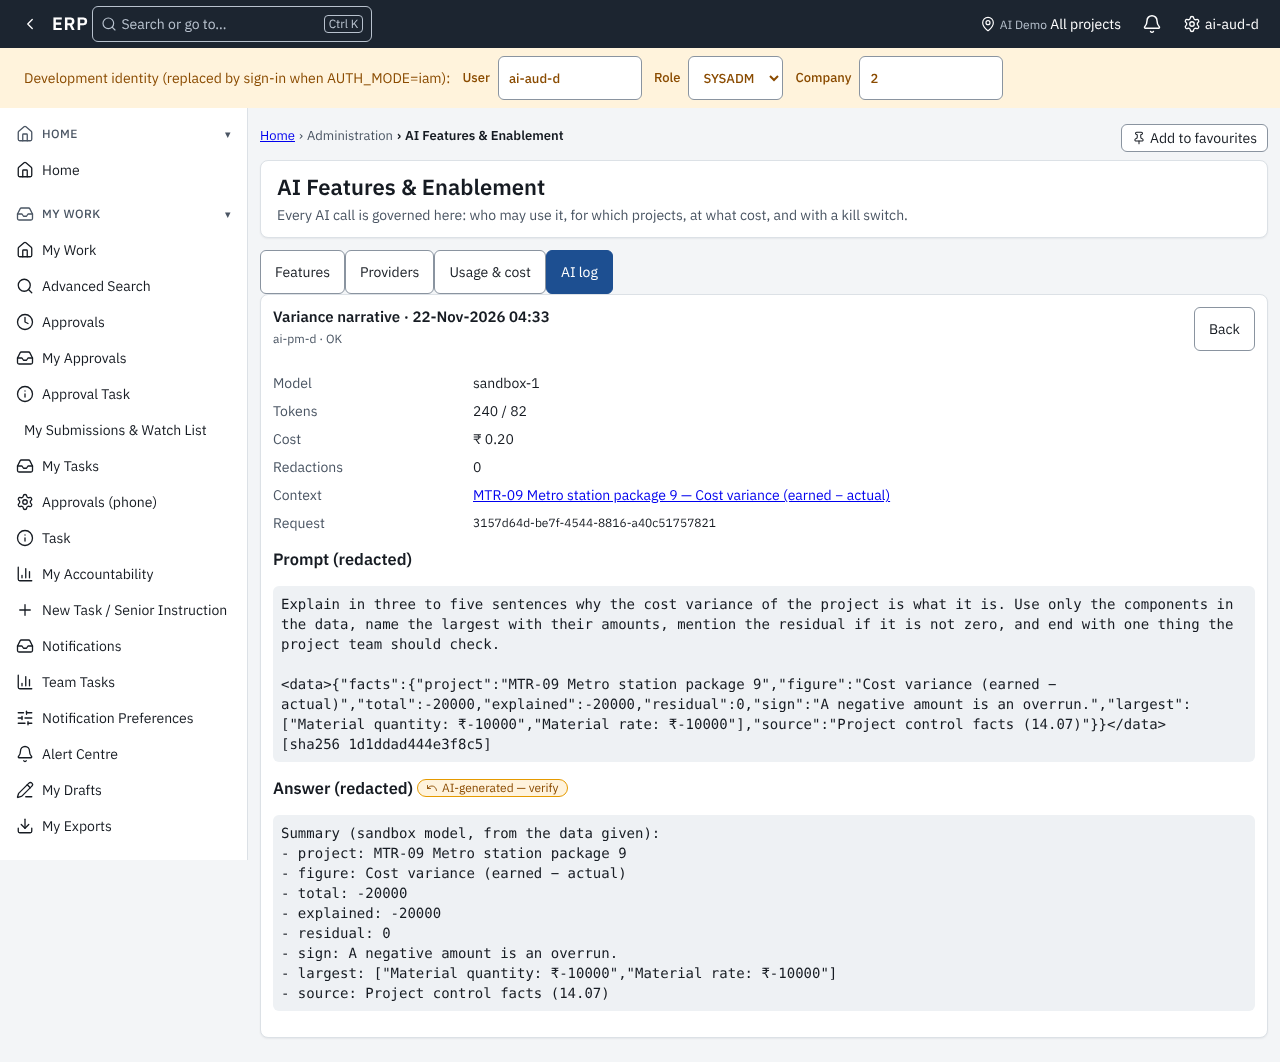 ERP
Search or go to...
Ctrl K
AI Demo All projects
ai-aud-d
Development identity (replaced by sign-in when AUTH_MODE=iam):
User
ai-aud-d
Role
SYSADM
Company
2
HOME
Home
MY WORK
My Work
Advanced Search
Approvals
My Approvals
Approval Task
My Submissions & Watch List
My Tasks
Approvals (phone)
Task
My Accountability
New Task / Senior Instruction
Notifications
Team Tasks
Notification Preferences
Alert Centre
My Drafts
My Exports
Home › Administration › AI Features & Enablement
Add to favourites
AI Features & Enablement
Every AI call is governed here: who may use it, for which projects, at what cost, and with a kill switch.
Features
Providers
Usage & cost
AI log
Variance narrative · 22-Nov-2026 04:33
ai-pm-d · OK
Back
Model sandbox-1
Tokens 240 / 82
Cost ₹ 0.20
Redactions 0
Context MTR-09 Metro station package 9 — Cost variance (earned − actual)
Request 3157d64d-be7f-4544-8816-a40c51757821
Prompt (redacted)
Explain in three to five sentences why the cost variance of the project is what it is. Use only the components in
the data, name the largest with their amounts, mention the residual if it is not zero, and end with one thing the
project team should check.
<data>{"facts":{"project":"MTR-09 Metro station package 9","figure":"Cost variance (earned −
actual)","total":-20000,"explained":-20000,"residual":0,"sign":"A negative amount is an overrun.","largest":
["Material quantity: ₹-10000","Material rate: ₹-10000"],"source":"Project control facts (14.07)"}}</data>
[sha256 1d1ddad444e3f8c5]
Answer (redacted)
AI-generated — verify
Summary (sandbox model, from the data given):
- project: MTR-09 Metro station package 9
- figure: Cost variance (earned − actual)
- total: -20000
- explained: -20000
- residual: 0
- sign: A negative amount is an overrun.
- largest: ["Material quantity: ₹-10000","Material rate: ₹-10000"]
- source: Project control facts (14.07)